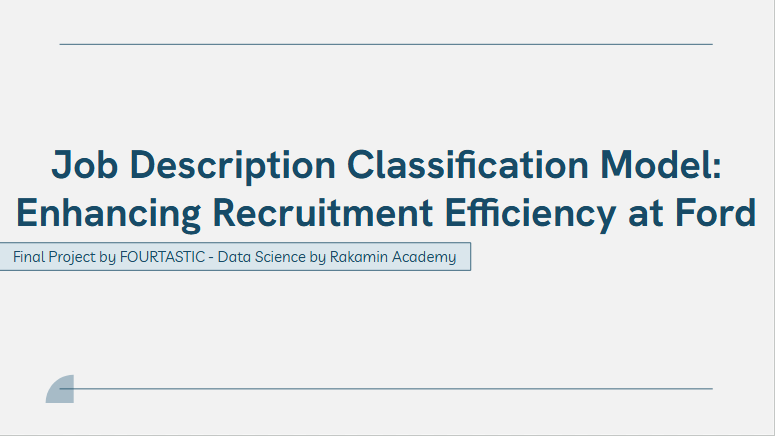 Job Description Classification Model:
Enhancing Recruitment Efficiency at Ford
Final Project by FOURTASTIC - Data Science by Rakamin Academy